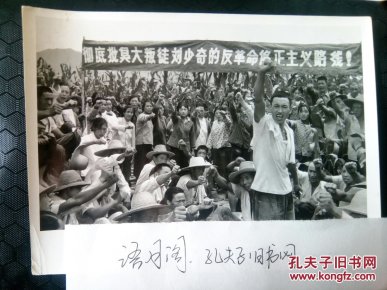 彻底批臭大叛徒刘少奇的反革命修正主义路线！
语月阁.孔夫子旧书网
孔夫子旧书网